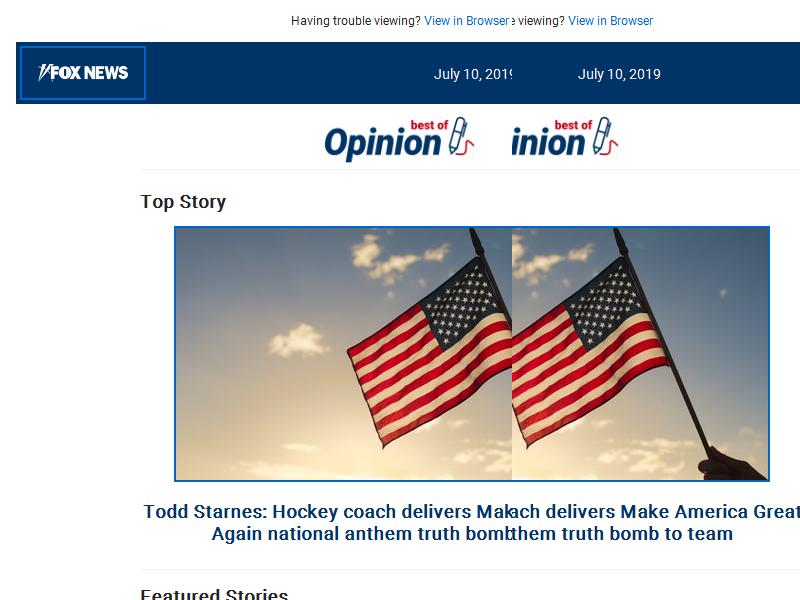 Having trouble viewing? View in Browser e viewing? View in Browser
FOX NEWS
July 10, 2019 July 10, 2019
best of best of
Opinion inion
Top Story
Todd Starnes: Hockey coach delivers Makach delivers Make America Great
Again national anthem truth bombthem truth bomb to team
Featured Stories